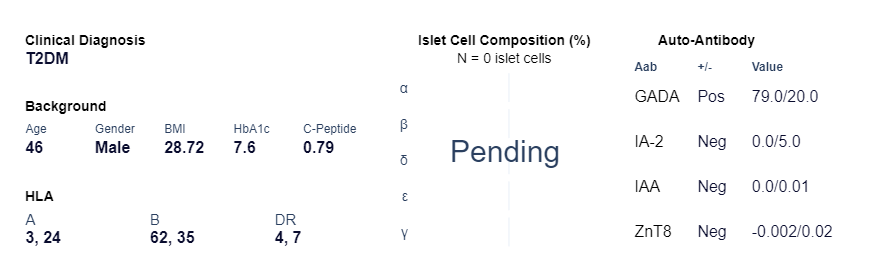 Clinical Diagnosis
T2DM
Background
Age Gender BMI HbA1c C-Peptide
46 Male 28.72 7.6 0.79
HLA
A B DR
3, 24 62, 35 4, 7
Islet Cell Composition (%)
N = 0 islet cells
α
β
δ
ε
γ
Pending
Auto-Antibody
Aab +/- Value
GADA Pos 79.0/20.0
IA-2 Neg 0.0/5.0
IAA Neg 0.0/0.01
ZnT8 Neg -0.002/0.02